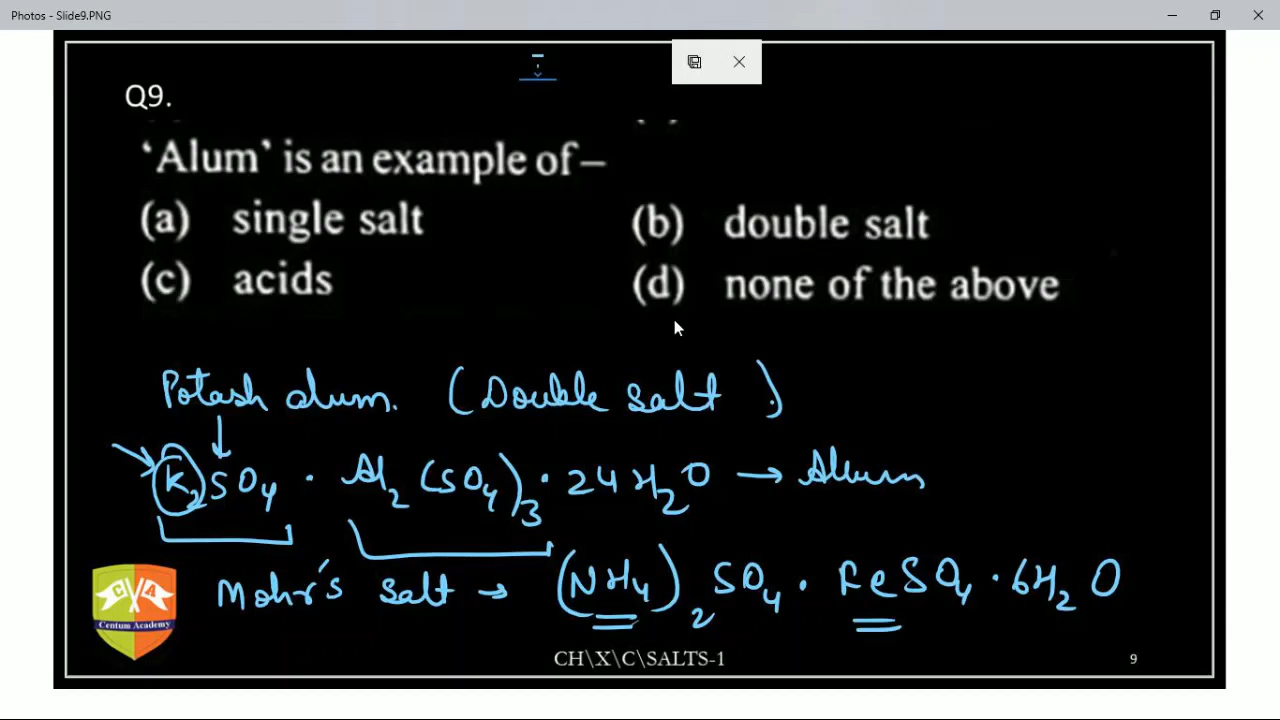 Photos - Slide9.PNG
Q9.
‘Alum’ is an example of –
(a) single salt (b) double salt
(c) acids (d) none of the above
Potash alum. (Double salt)
K₂SO₄ · Al₂(SO₄)₃ · 24H₂O → Alum
Mohr's salt → (NH₄)₂SO₄ · FeSO₄ · 6H₂O
CA
Centum Academy
CH\X\C\SALTS-1
9